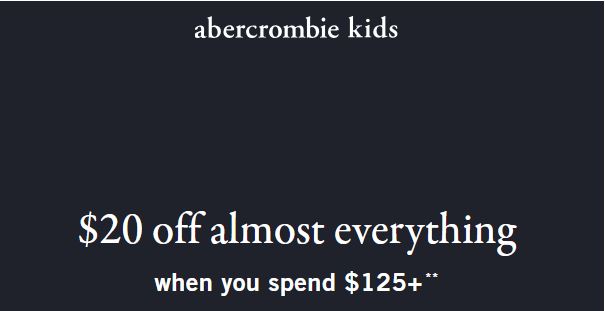 abercrombie kids
$20 off almost everything
when you spend $125+**